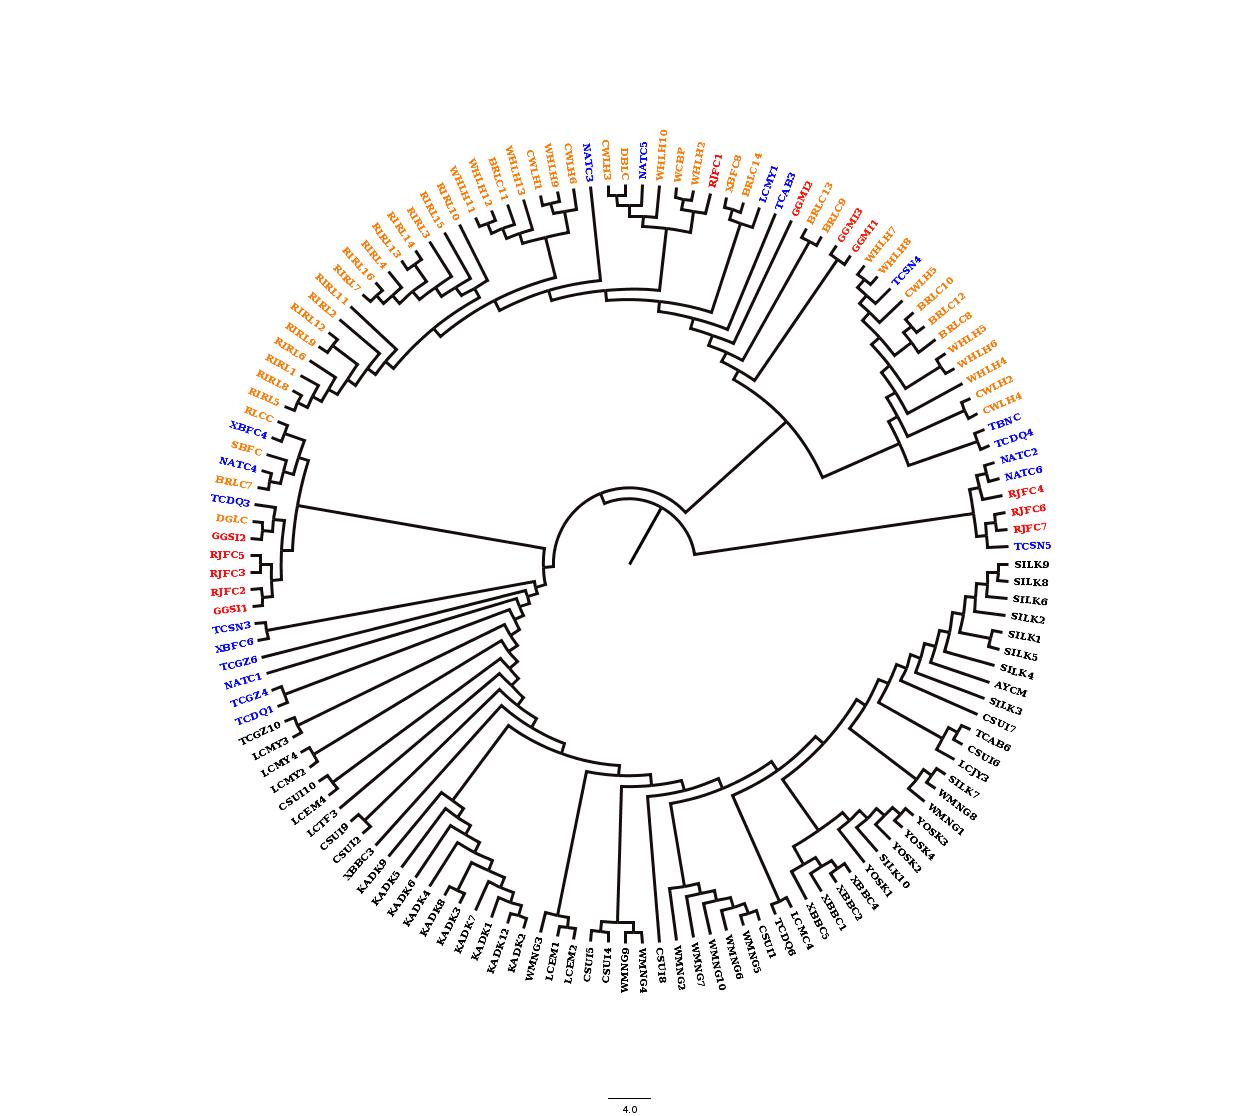 CWLH3
DBLC
NATC5
WHLH10
WCBP
WHLH2
RJFC1
XBFC8
BRLC14
LCMY1
TCAB3
GGMI2
BRLC13
BRLC9
GGMI3
GGMI1
WHLH7
WHLH8
TCSN4
CWLH5
BRLC10
BRLC12
BRLC8
WHLH5
WHLH6
WHLH4
CWLH2
CWLH4
TBNC
TCDQ4
NATC2
NATC6
RJFC4
RJFC6
RJFC7
TCSN5
SILK9
SILK8
SILK6
SILK2
SILK1
SILK5
SILK4
AYCM
SILK3
CSUI7
TCAB6
CSUI6
LCJY3
SILK7
WMNG8
WMNG1
YOSK3
YOSK4
YOSK2
SILK10
YOSK1
XBBC4
XBBC2
XBBC1
XBBC5
LCMC4
TCDQ6
CSUI1
WMNG5
WMNG6
WMNG10
WMNG7
WMNG2
CSUI8
WMNG4
WMNG9
CSUI4
CSUI5
LCEM2
LCEM1
WMNG3
KADK2
KADK12
KADK1
KADK7
KADK3
KADK8
KADK4
KADK6
KADK5
KADK9
XBBC3
CSUI2
CSUI9
LCTF3
LCEM4
CSUI10
LCMY2
LCMY4
LCMY3
TCGZ10
TCDQ1
TCGZ4
NATC1
TCGZ6
XBFC6
TCSN3
GGSI1
RJFC2
RJFC3
RJFC5
GGSI2
DGLC
TCDQ3
BRLC7
NATC4
SBFC
XBFC4
RLCC
RIRL5
RIRL8
RIRL1
RIRL6
RIRL9
RIRL12
RIRL2
RIRL11
RIRL7
RIRL16
RIRL4
RIRL13
RIRL14
RIRL3
RIRL15
RIRL10
WHLH11
WHLH12
BRLC11
WHLH13
CWLH1
WHLH9
CWLH6
NATC3
4.0